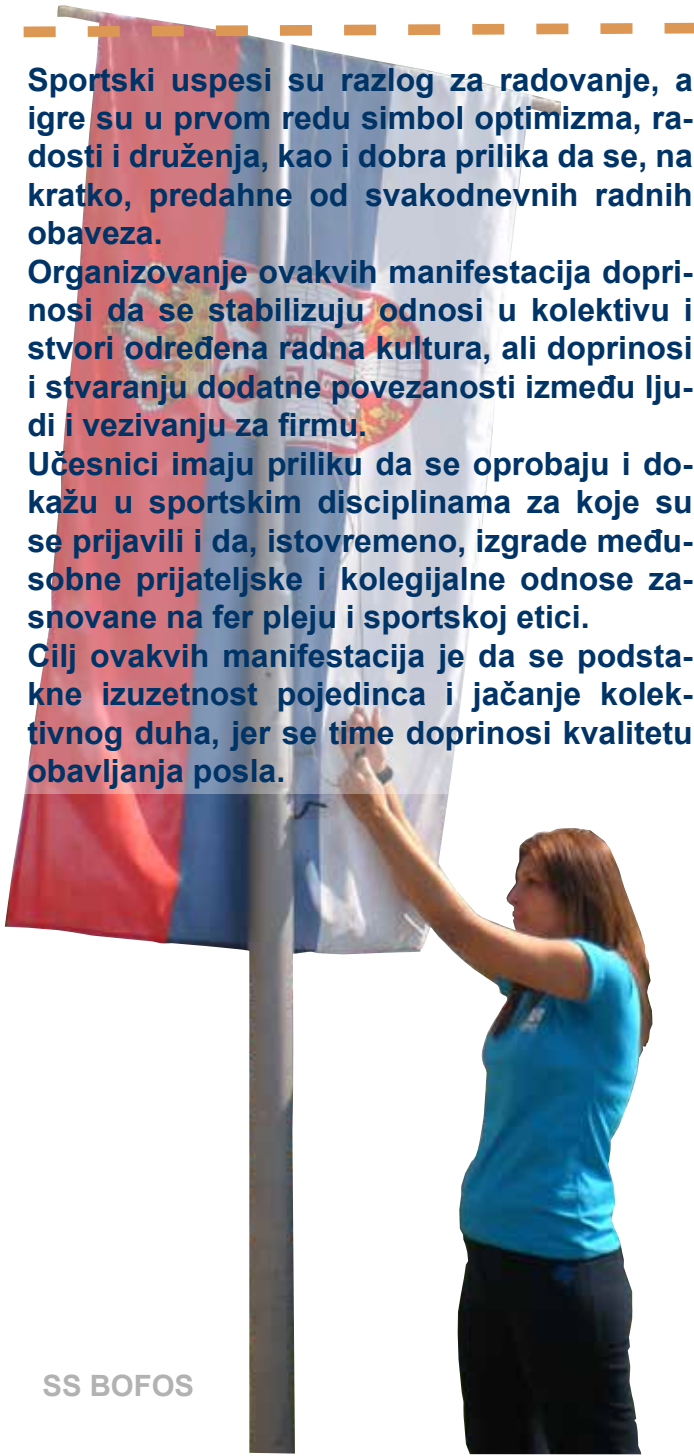 Sportski uspesi su razlog za radovanje, a
igre su u prvom redu simbol optimizma, ra-
dosti i druženja, kao i dobra prilika da se, na
kratko, predahne od svakodnevnih radnih
obaveza.
Organizovanje ovakvih manifestacija dopri-
nosi da se stabilizuju odnosi u kolektivu i
stvori određena radna kultura, ali doprinosi
i stvaranju dodatne povezanosti između lju-
di i vezivanju za firmu.
Učesnici imaju priliku da se oprobaju i do-
kažu u sportskim disciplinama za koje su
se prijavili i da, istovremeno, izgrade među-
sobne prijateljske i kolegijalne odnose za-
snovane na fer pleju i sportskoj etici.
Cilj ovakvih manifestacija je da se podsta-
kne izuzetnost pojedinca i jačanje kolek-
tivnog duha, jer se time doprinosi kvalitetu
obavljanja posla.
SS BOFOS